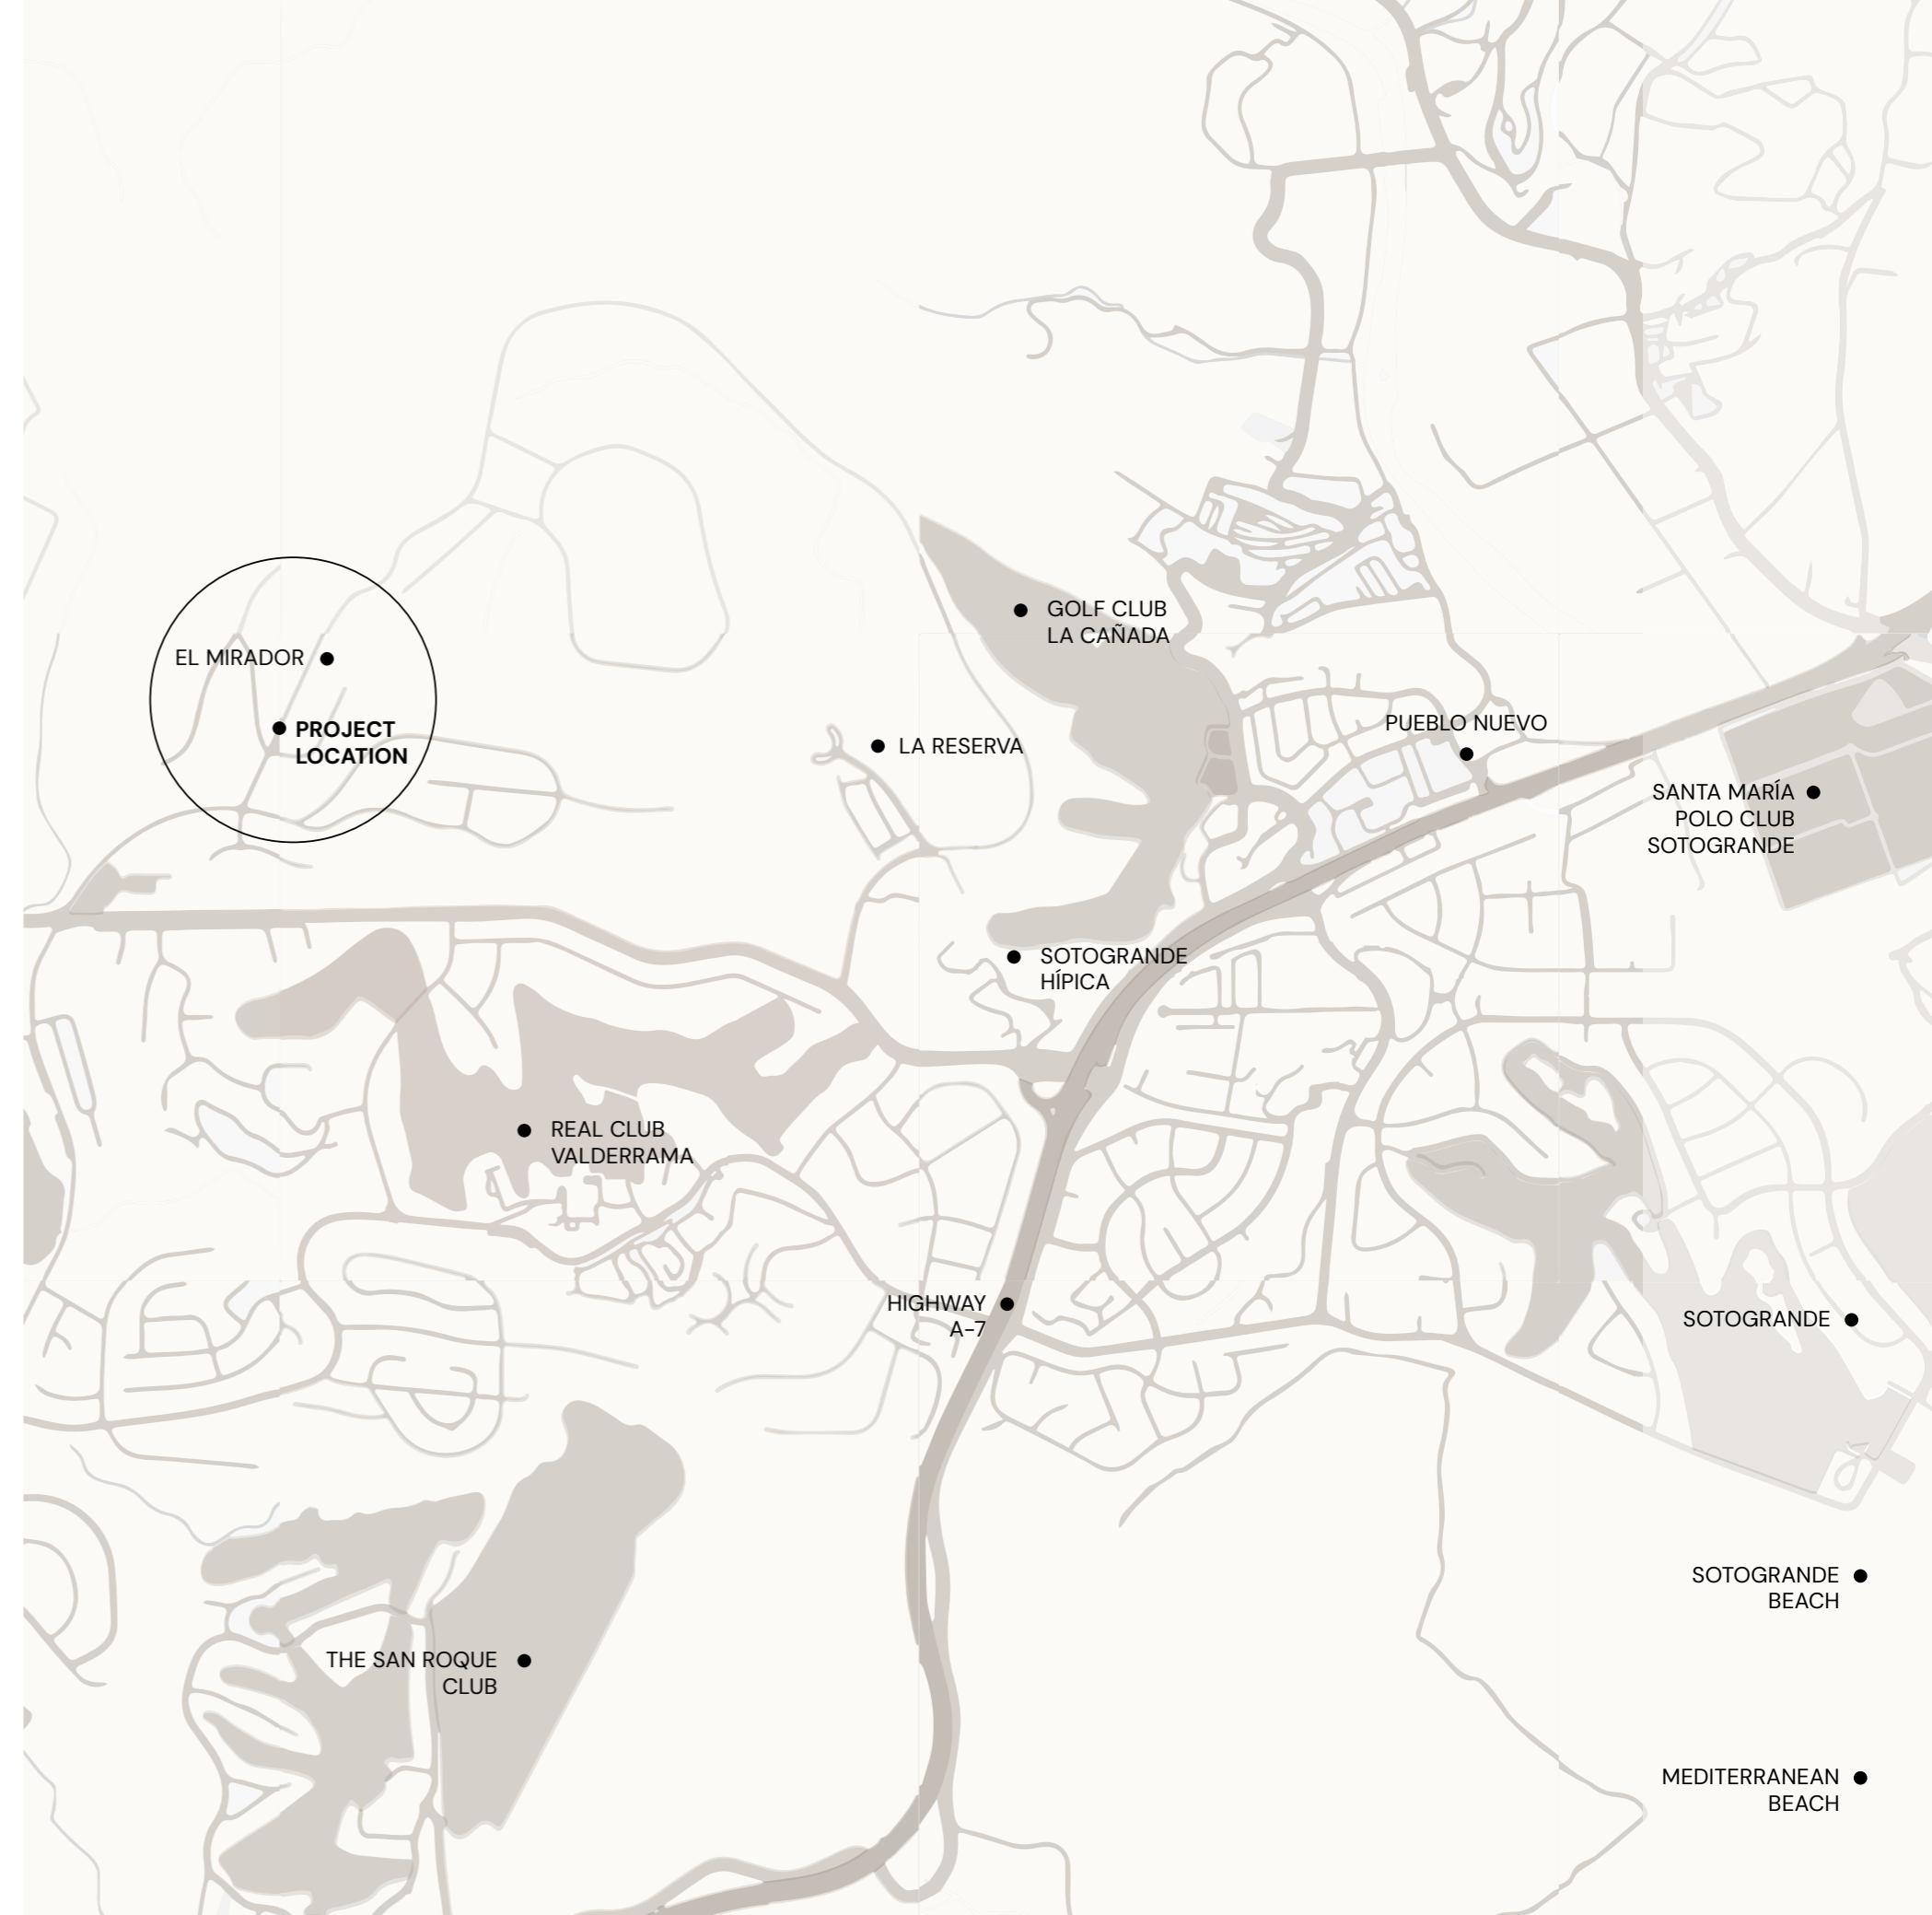 GOLF CLUB
LA CAÑADA
EL MIRADOR
PROJECT
LOCATION
LA RESERVA
PUEBLO NUEVO
SANTA MARÍA
POLO CLUB
SOTOGRANDE
SOTOGRANDE
HÍPICA
REAL CLUB
VALDERRAMA
HIGHWAY
A-7
SOTOGRANDE
SOTOGRANDE
BEACH
THE SAN ROQUE
CLUB
MEDITERRANEAN
BEACH